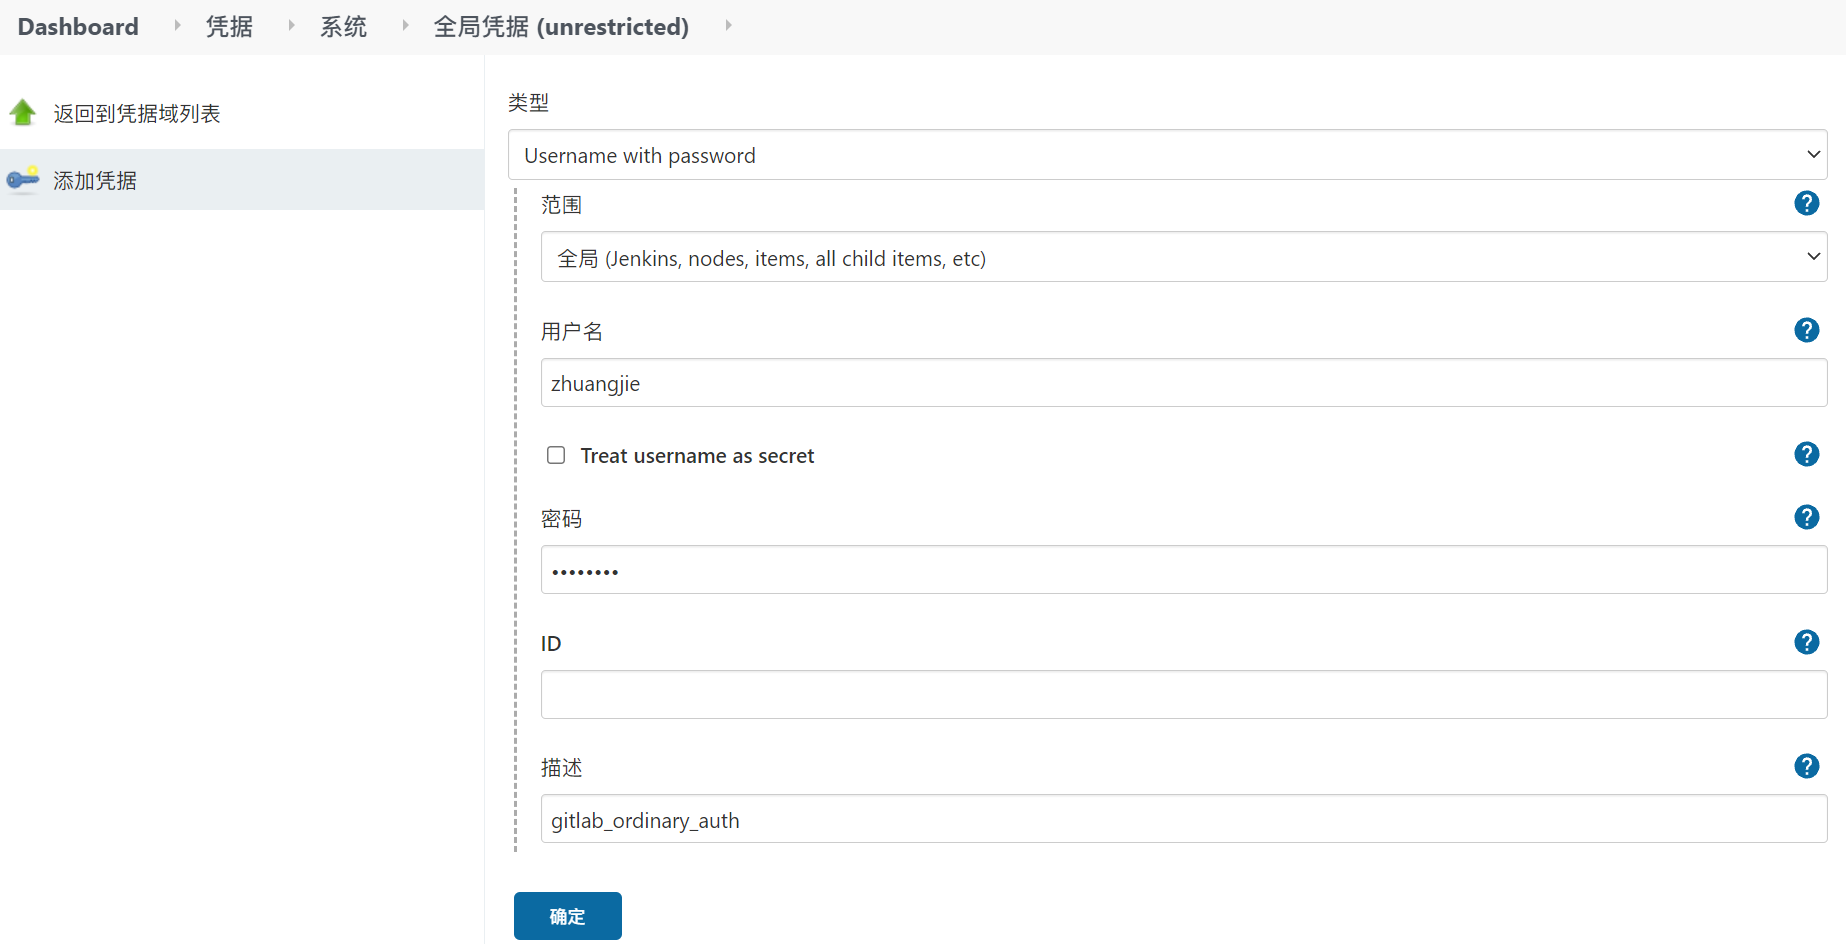 Dashboard 凭据 系统 全局凭据 (unrestricted)
返回到凭据域列表
添加凭据
类型
Username with password
范围
全局 (Jenkins, nodes, items, all child items, etc)
用户名
zhuangjie
Treat username as secret
密码
••••••••
ID
描述
gitlab_ordinary_auth
确定